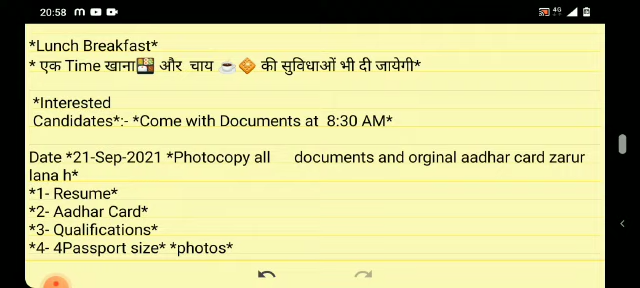 20:58
4G
*Lunch Breakfast*
* एक Time खाना🍱 और चाय ☕🧇 की सुविधाओं भी दी जायेगी*
*Interested
Candidates*:- *Come with Documents at 8:30 AM*
Date *21-Sep-2021 *Photocopy all documents and orginal aadhar card zarur
lana h*
*1- Resume*
*2- Aadhar Card*
*3- Qualifications*
*4- 4Passport size* *photos*